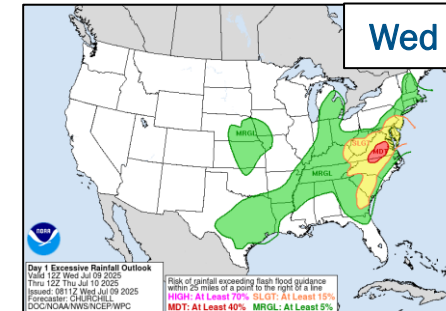 Wed
MRGL
SLGT
MDT
MRGL
NOAA
Day 1 Excessive Rainfall Outlook
Valid 12Z Wed Jul 09 2025
Thru 12Z Thu Jul 10 2025
Issued: 0811Z Wed Jul 09 2025
Forecaster: CHURCHILL
DOC/NOAA/NWS/NCEP/WPC
Risk of rainfall exceeding flash flood guidance
within 25 miles of a point to the right of a line
HIGH: At Least 70% SLGT: At Least 15%
MDT: At Least 40% MRGL: At Least 5%